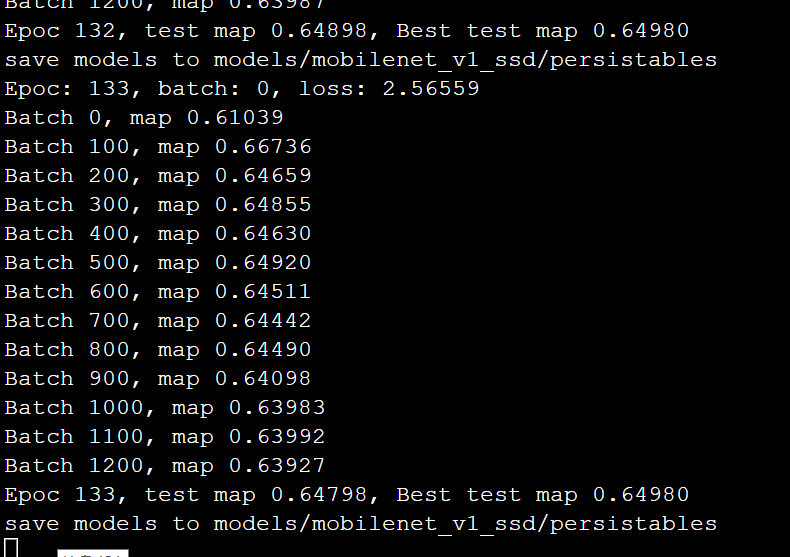 Batch 1200, map 0.63987
Epoc 132, test map 0.64898, Best test map 0.64980
save models to models/mobilenet_v1_ssd/persistables
Epoc: 133, batch: 0, loss: 2.56559
Batch 0, map 0.61039
Batch 100, map 0.66736
Batch 200, map 0.64659
Batch 300, map 0.64855
Batch 400, map 0.64630
Batch 500, map 0.64920
Batch 600, map 0.64511
Batch 700, map 0.64442
Batch 800, map 0.64490
Batch 900, map 0.64098
Batch 1000, map 0.63983
Batch 1100, map 0.63992
Batch 1200, map 0.63927
Epoc 133, test map 0.64798, Best test map 0.64980
save models to models/mobilenet_v1_ssd/persistables